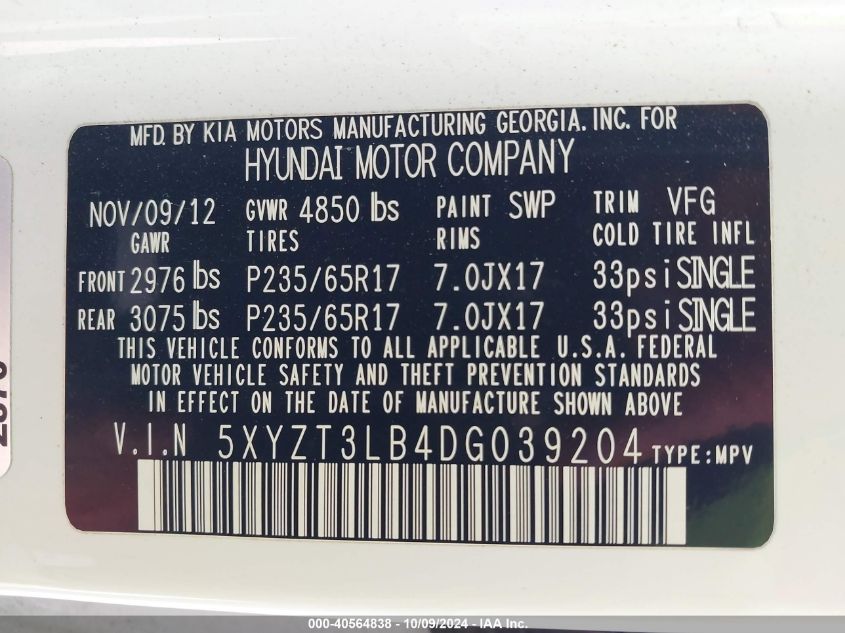 MFD. BY KIA MOTORS MANUFACTURING GEORGIA. INC. FOR
HYUNDAI MOTOR COMPANY
NOV/09/12 GVWR 4850 lbs PAINT SWP TRIM VFG
GAWR TIRES RIMS COLD TIRE INFL
FRONT 2976 lbs P235/65R17 7.0JX17 33psi SINGLE
REAR 3075 lbs P235/65R17 7.0JX17 33psi SINGLE
THIS VEHICLE CONFORMS TO ALL APPLICABLE U.S.A. FEDERAL
MOTOR VEHICLE SAFETY AND THEFT PREVENTION STANDARDS
IN EFFECT ON THE DATE OF MANUFACTURE SHOWN ABOVE
V.I.N 5XYZT3LB4DG039204 TYPE:MPV
000-40564838 - 10/09/2024 - IAA Inc.